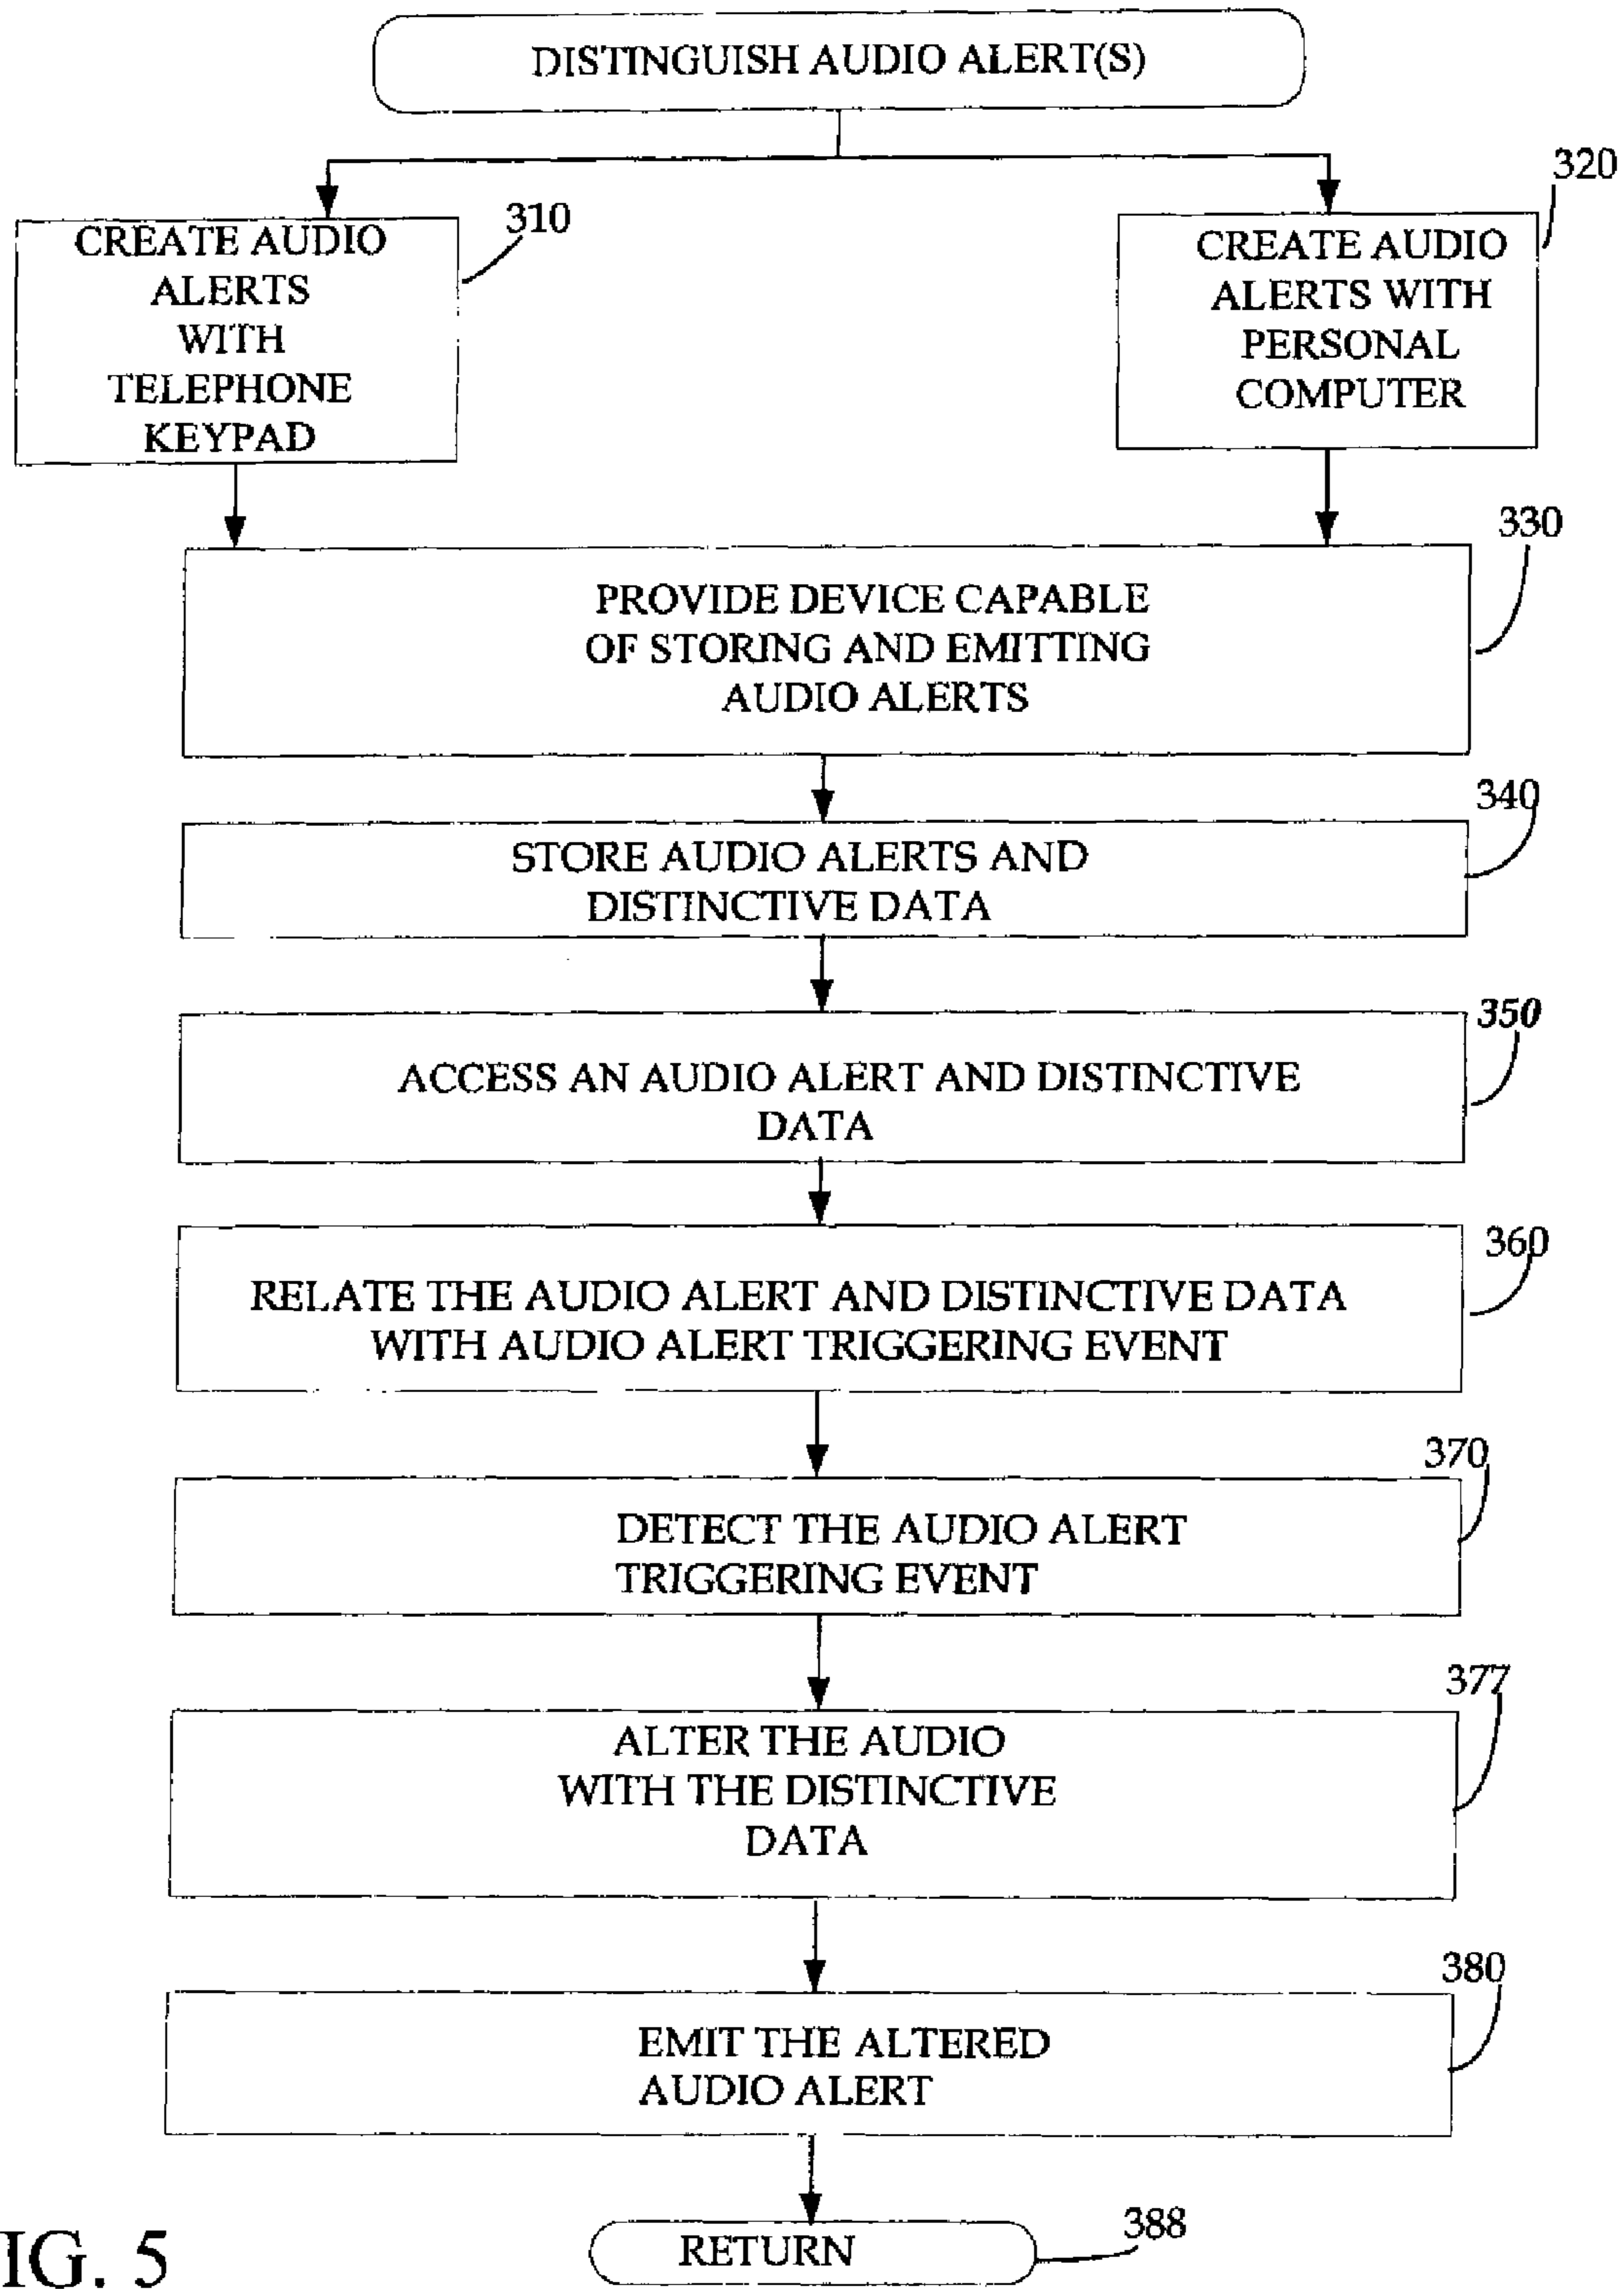 DISTINGUISH AUDIO ALERT(S)
310
320
CREATE AUDIO
ALERTS
WITH
TELEPHONE
KEYPAD
CREATE AUDIO
ALERTS WITH
PERSONAL
COMPUTER
330
PROVIDE DEVICE CAPABLE
OF STORING AND EMITTING
AUDIO ALERTS
340
STORE AUDIO ALERTS AND
DISTINCTIVE DATA
350
ACCESS AN AUDIO ALERT AND DISTINCTIVE
DATA
360
RELATE THE AUDIO ALERT AND DISTINCTIVE DATA
WITH AUDIO ALERT TRIGGERING EVENT
370
DETECT THE AUDIO ALERT
TRIGGERING EVENT
377
ALTER THE AUDIO
WITH THE DISTINCTIVE
DATA
380
EMIT THE ALTERED
AUDIO ALERT
388
RETURN
IG. 5